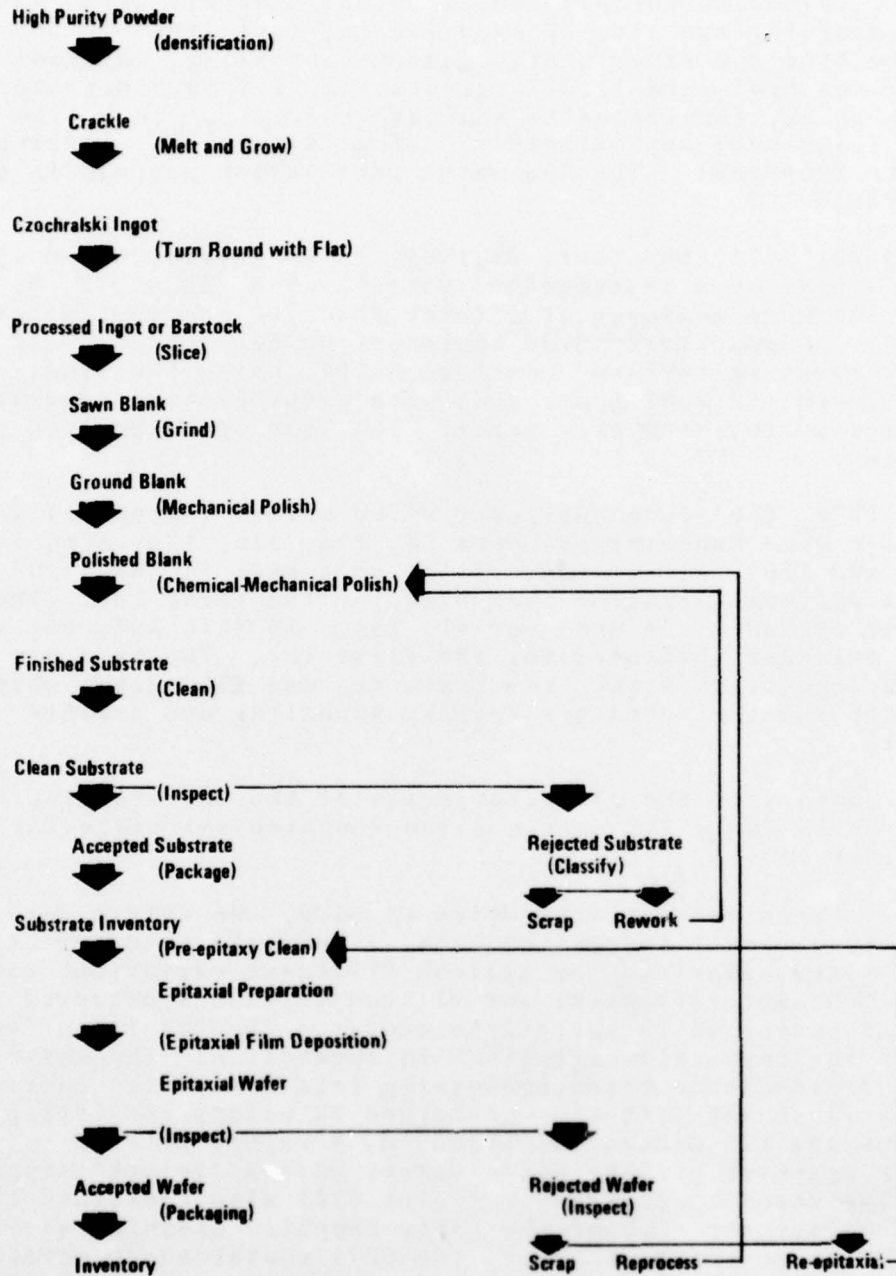 High Purity Powder
(densification)
Crackle
(Melt and Grow)
Czochralski Ingot
(Turn Round with Flat)
Processed Ingot or Barstock
(Slice)
Sawn Blank
(Grind)
Ground Blank
(Mechanical Polish)
Polished Blank
(Chemical-Mechanical Polish)
Finished Substrate
(Clean)
Clean Substrate
(Inspect)
Accepted Substrate
(Package)
Rejected Substrate
(Classify)
Scrap Rework
Substrate Inventory
(Pre-epitaxy Clean)
Epitaxial Preparation
(Epitaxial Film Deposition)
Epitaxial Wafer
(Inspect)
Accepted Wafer
(Packaging)
Rejected Wafer
(Inspect)
Scrap Reprocess Re-epitaxia:
Inventory